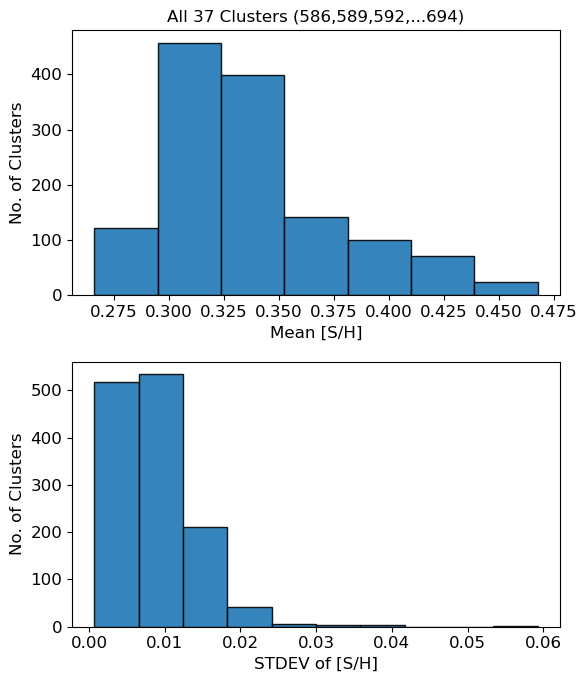 All 37 Clusters (586,589,592,...694)
No. of Clusters
400
300
200
100
0
0.275 0.300 0.325 0.350 0.375 0.400 0.425 0.450 0.475
Mean [S/H]
No. of Clusters
500
400
300
200
100
0
0.00 0.01 0.02 0.03 0.04 0.05 0.06
STDEV of [S/H]